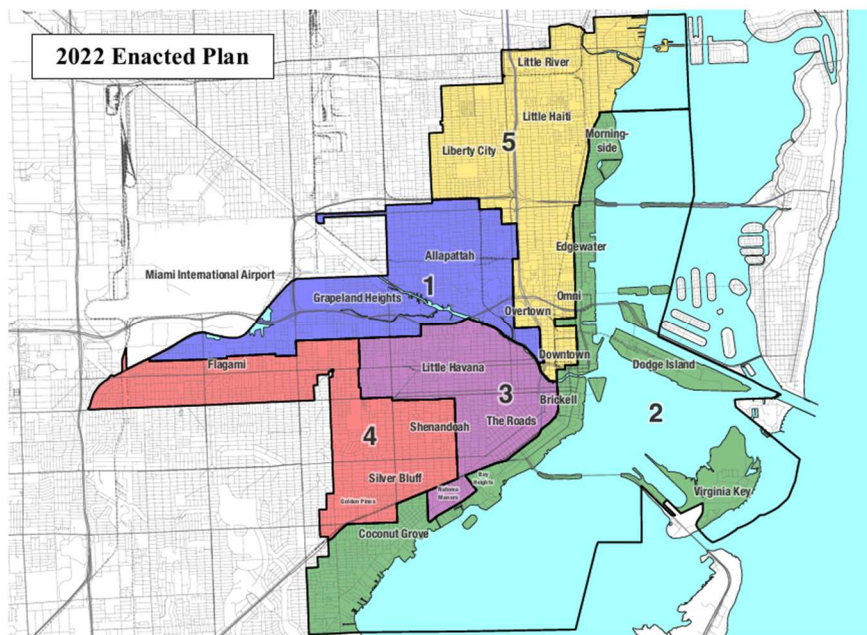 2022 Enacted Plan
Little River
Little Haiti
Morning-
side
Liberty City
5
Edgewater
Allapattah
Miami International Airport
1
Grapeland Heights
Omni
Overtown
Downtown
Flagami
Little Havana
Dodge Island
3
Brickell
2
The Roads
Shenandoah
4
Silver Bluff
Bay
Heights
Natoma
Manors
Virginia Key
Golden Pines
Coconut Grove